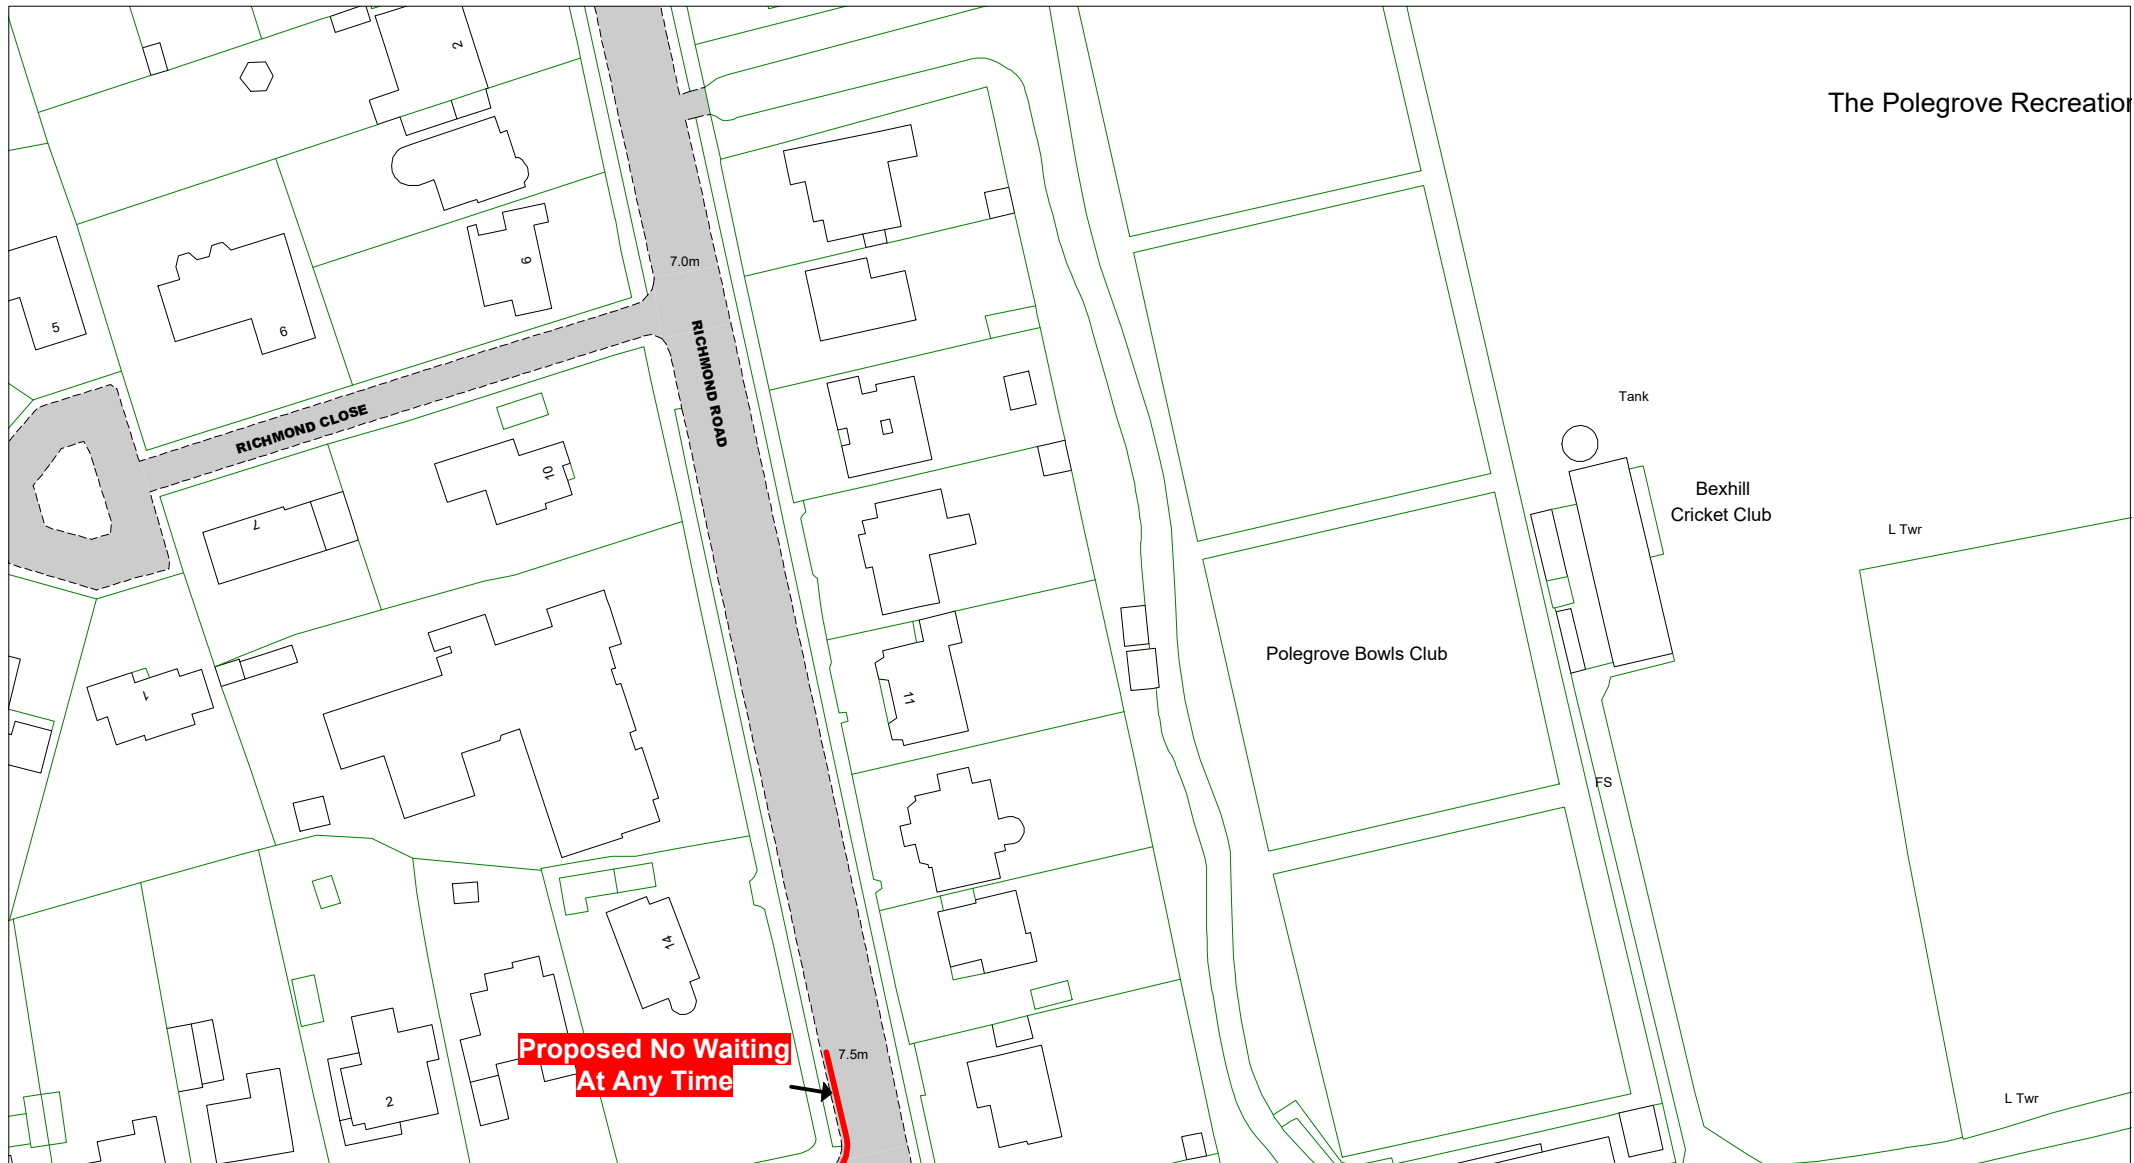 2
The Polegrove Recreation
7.0m
6
5
6
RICHMOND ROAD
RICHMOND CLOSE
Tank
10
Bexhill
Cricket Club
7
L Twr
Polegrove Bowls Club
1
11
FS
14
Proposed No Waiting
At Any Time
7.5m
2
L Twr